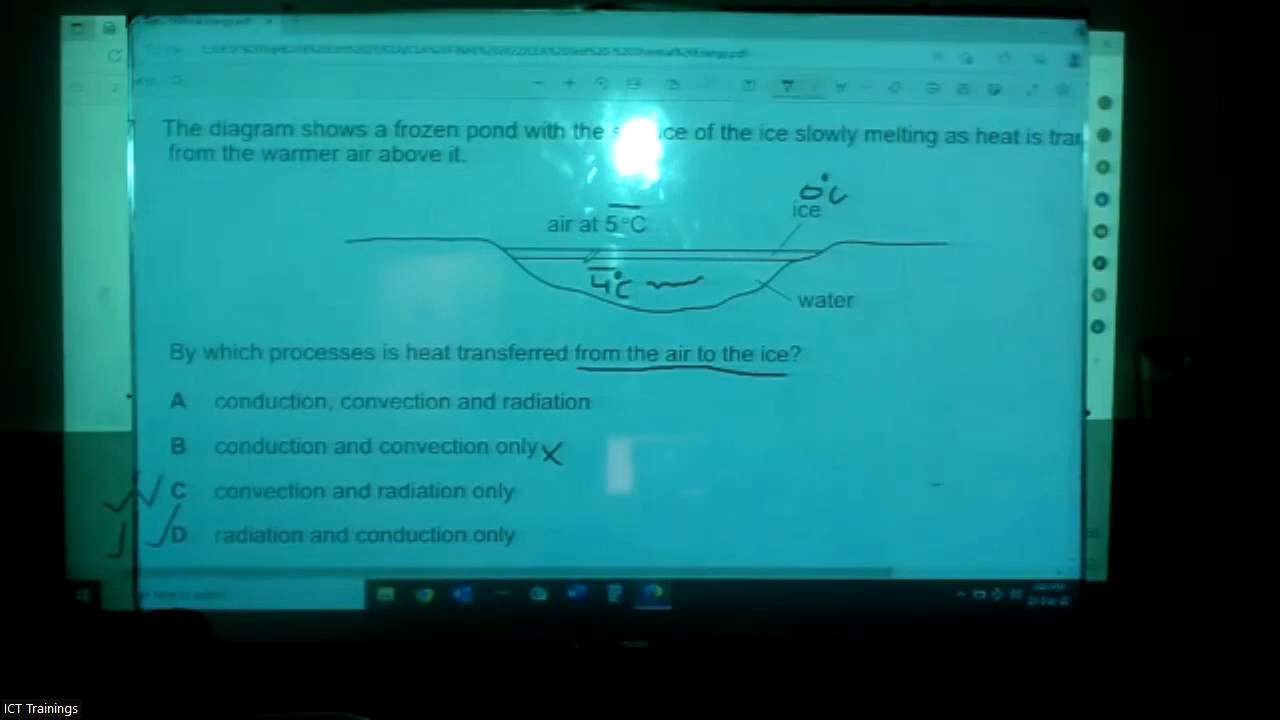 The diagram shows a frozen pond with the ice of the ice slowly melting as heat is
from the warmer air above it.
0°C
air at 5°C
ice
4°C
water
By which processes is heat transferred from the air to the ice?
A conduction, convection and radiation
B conduction and convection only
C convection and radiation only
D radiation and conduction only
ICT Trainings